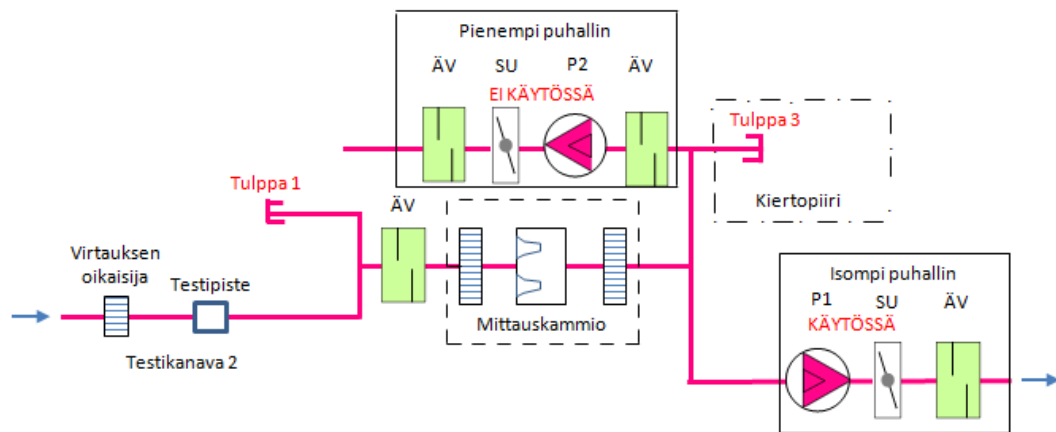 Pienempi puhallin
ÄV SU P2 ÄV
EI KÄYTÖSSÄ
Tulppa 3
Kiertopiiri
Tulppa 1
ÄV
Virtauksen
oikaisija
Testipiste
Testikanava 2
Mittauskammio
Isompi puhallin
P1 SU ÄV
KÄYTÖSSÄ